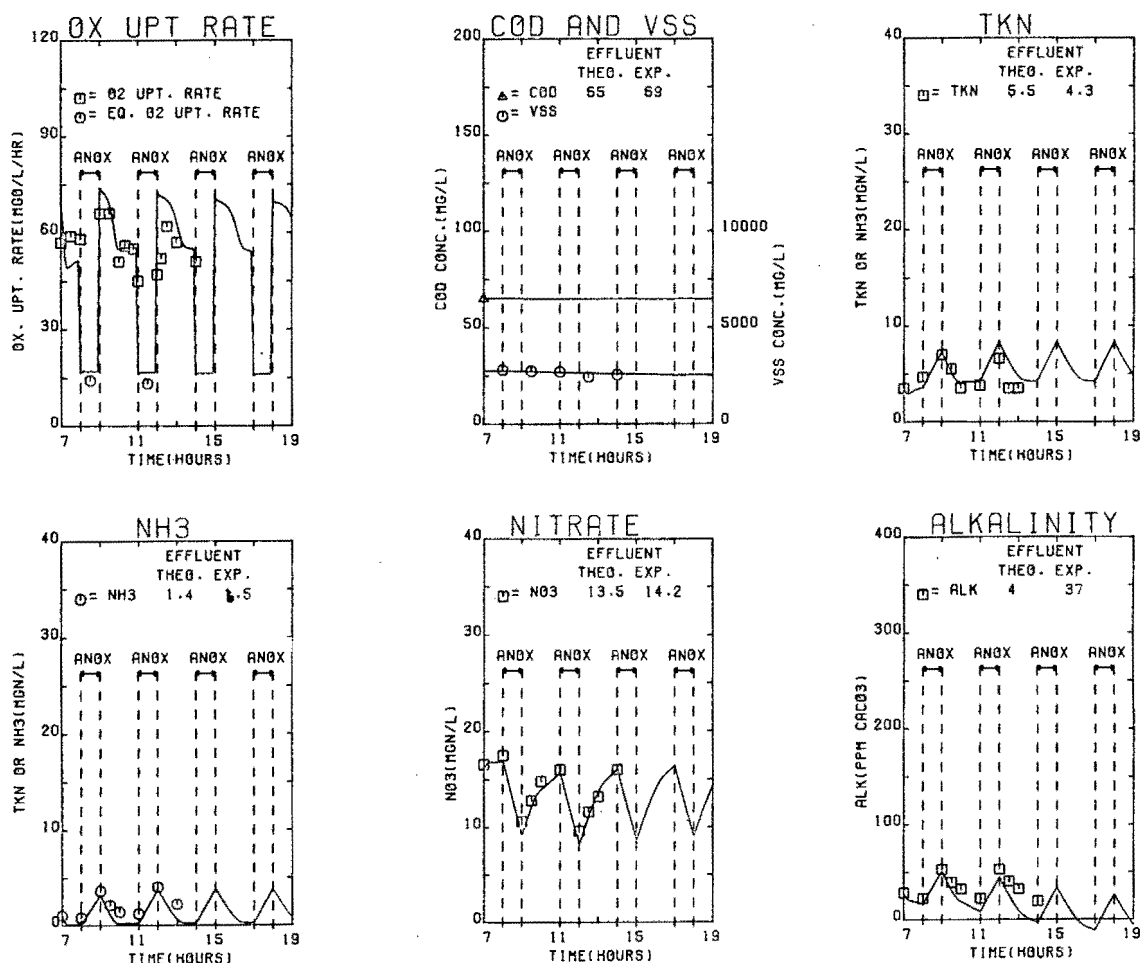 OX UPT RATE
120
90
60
30
0
OX. UPT. RATE(MGO/L/HR)
= O2 UPT. RATE
= EQ. O2 UPT. RATE
ANOX ANOX ANOX ANOX
7 11 15 19
TIME(HOURS)
COD AND VSS
200
150
100
50
0
COD CONC.(MG/L)
EFFLUENT
THEO. EXP.
= COD 65 69
= VSS
ANOX ANOX ANOX ANOX
10000
5000
0
VSS CONC.(MG/L)
7 11 15 19
TIME(HOURS)
TKN
40
30
20
10
0
TKN OR NH3(MGN/L)
EFFLUENT
THEO. EXP.
= TKN 5.5 4.3
ANOX ANOX ANOX ANOX
7 11 15 19
TIME(HOURS)
NH3
40
30
20
10
0
TKN OR NH3(MGN/L)
EFFLUENT
THEO. EXP.
= NH3 1.4 .5
ANOX ANOX ANOX ANOX
7 11 15 19
TIME(HOURS)
NITRATE
40
30
20
10
0
NO3(MGN/L)
EFFLUENT
THEO. EXP.
= NO3 13.5 14.2
ANOX ANOX ANOX ANOX
7 11 15 19
TIME(HOURS)
ALKALINITY
400
300
200
100
0
ALK(PPM CACO3)
EFFLUENT
THEO. EXP.
= ALK 4 37
ANOX ANOX ANOX ANOX
7 11 15 19
TIME(HOURS)